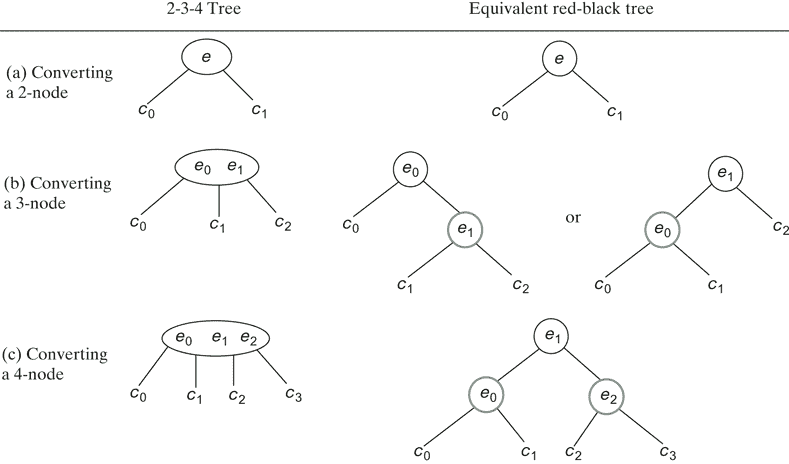 2-3-4 Tree Equivalent red-black tree
(a) Converting
a 2-node
e
c0 c1
e
c0 c1
(b) Converting
a 3-node
e0 e1
c0 c1 c2
e0
c0
e1
c1 c2
or
e1
e0
c2
c0 c1
(c) Converting
a 4-node
e0 e1 e2
c0 c1 c2 c3
e1
e0 e2
c0 c1 c2 c3